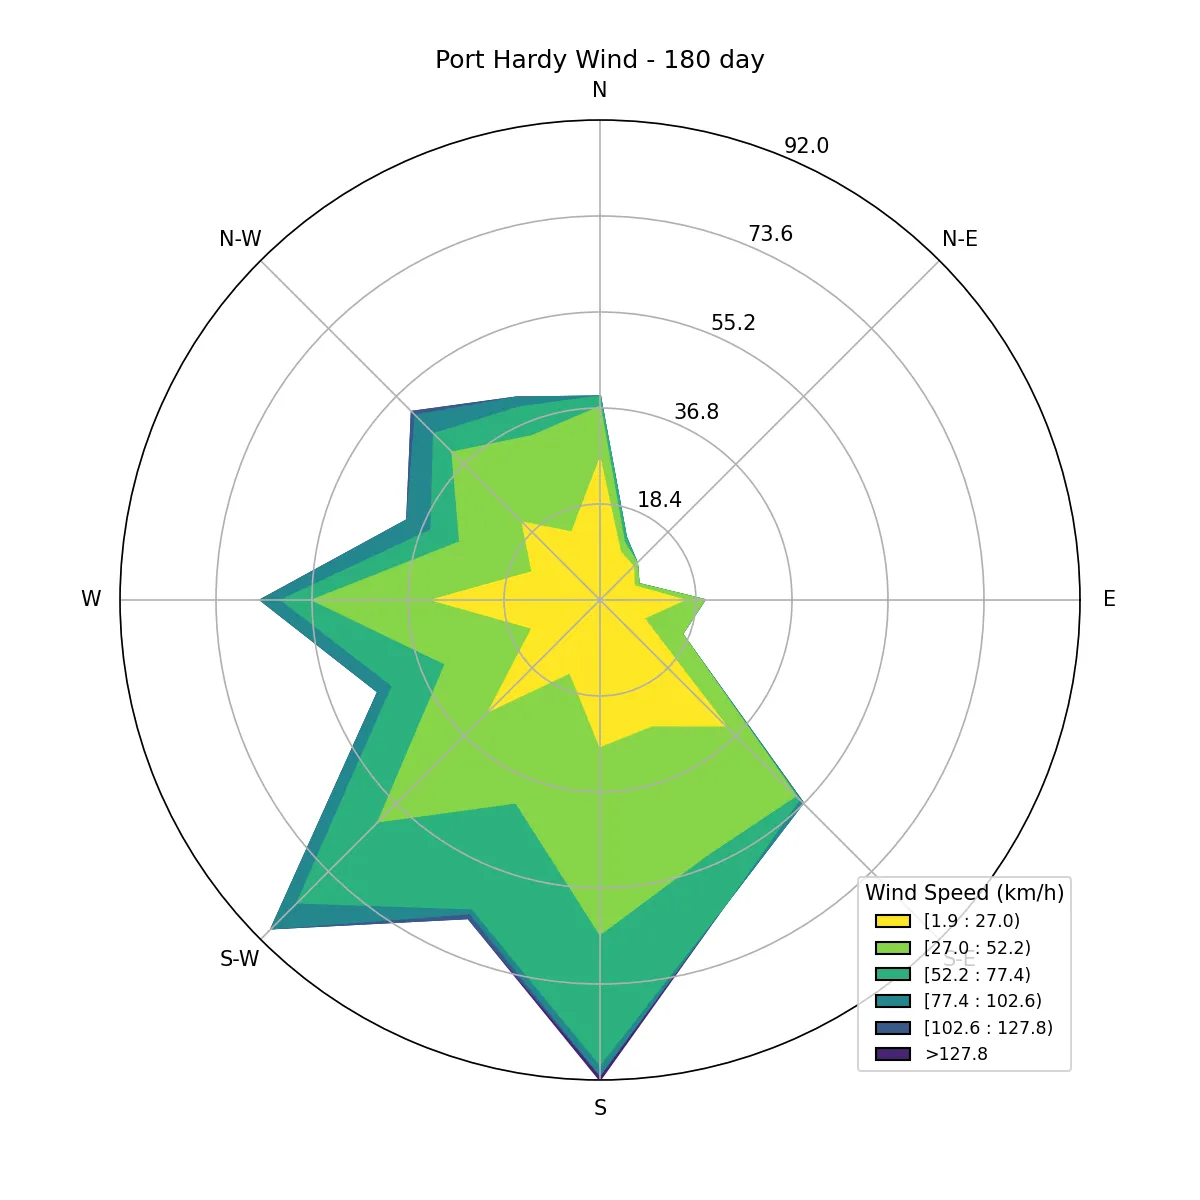 Port Hardy Wind - 180 day
N
92.0
73.6
N-W
N-E
55.2
36.8
18.4
W
E
Wind Speed (km/h)
[1.9 : 27.0)
[27.0 : 52.2)
S-W
S-E
[52.2 : 77.4)
[77.4 : 102.6)
[102.6 : 127.8)
>127.8
S